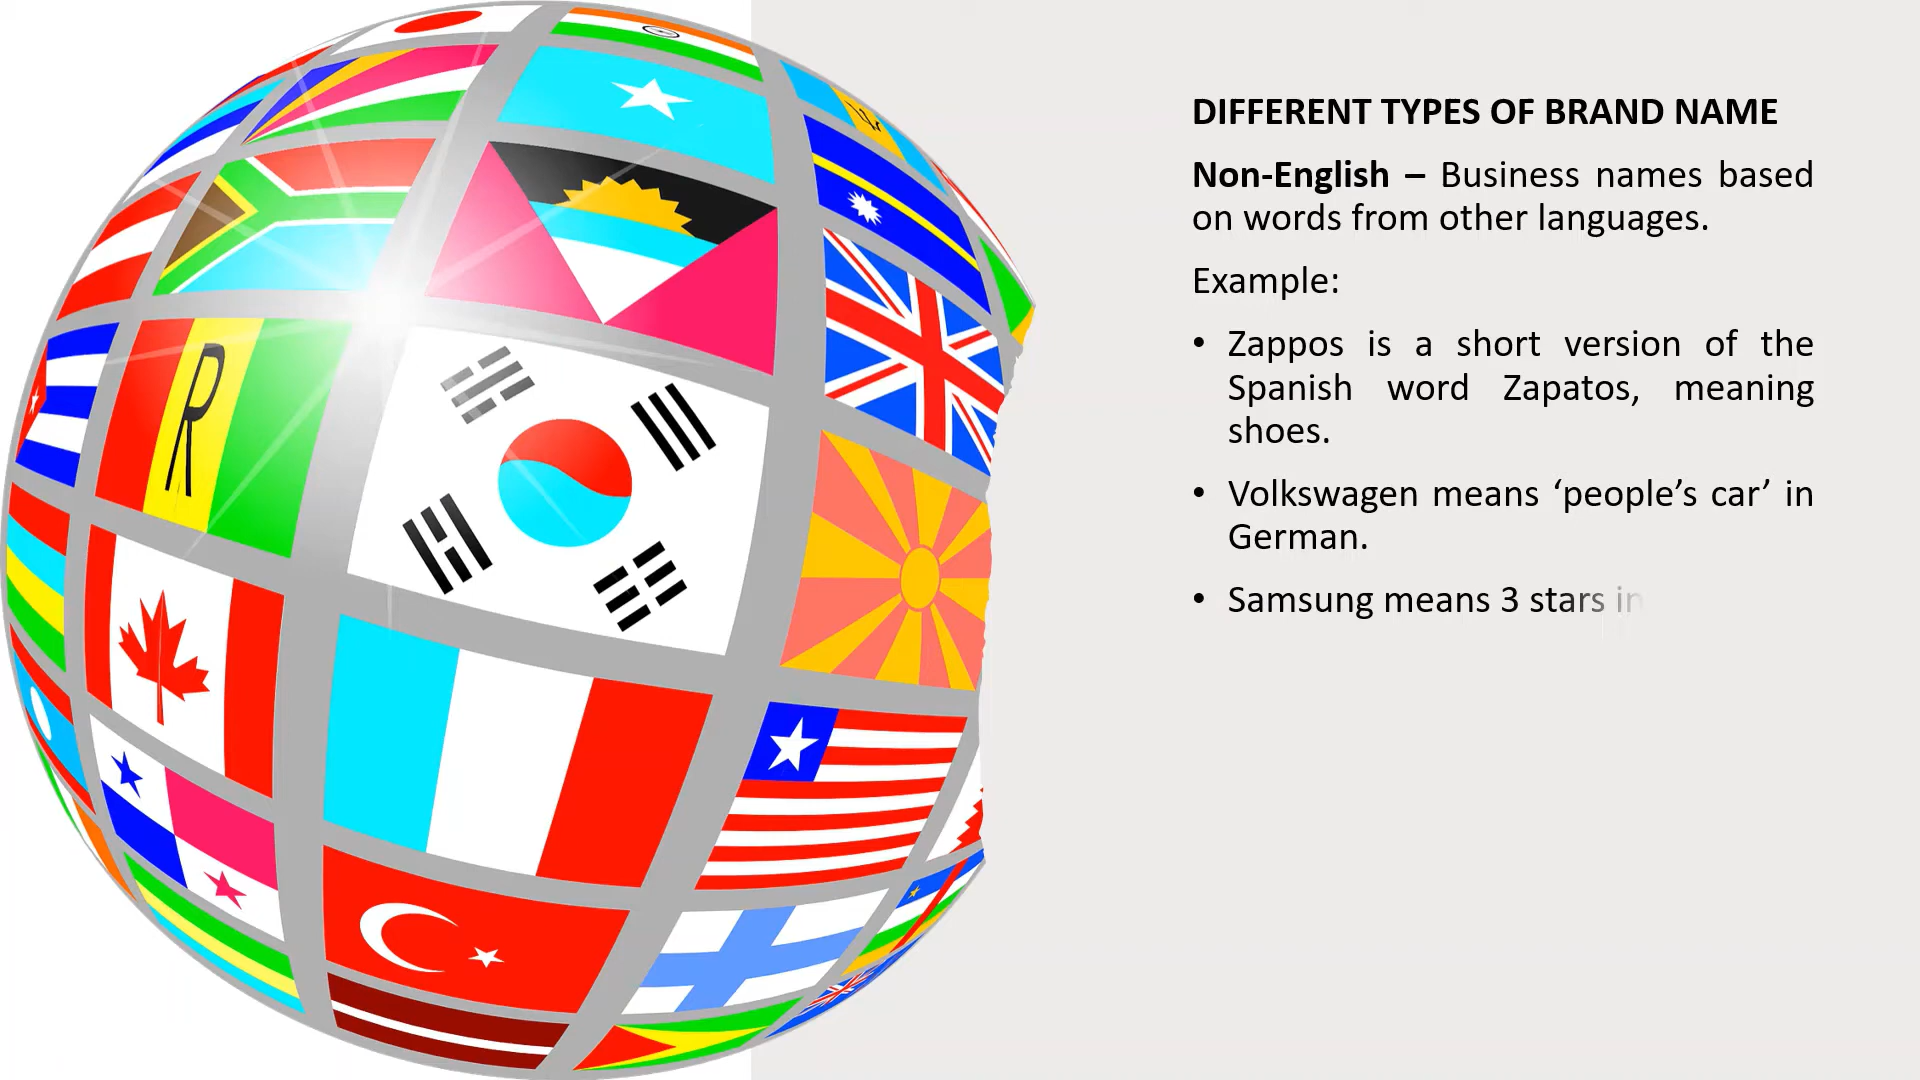 DIFFERENT TYPES OF BRAND NAME
Non-English – Business names based
on words from other languages.
Example:
• Zappos is a short version of the
Spanish word Zapatos, meaning
shoes.
• Volkswagen means ‘people’s car’ in
German.
• Samsung means 3 stars in
R